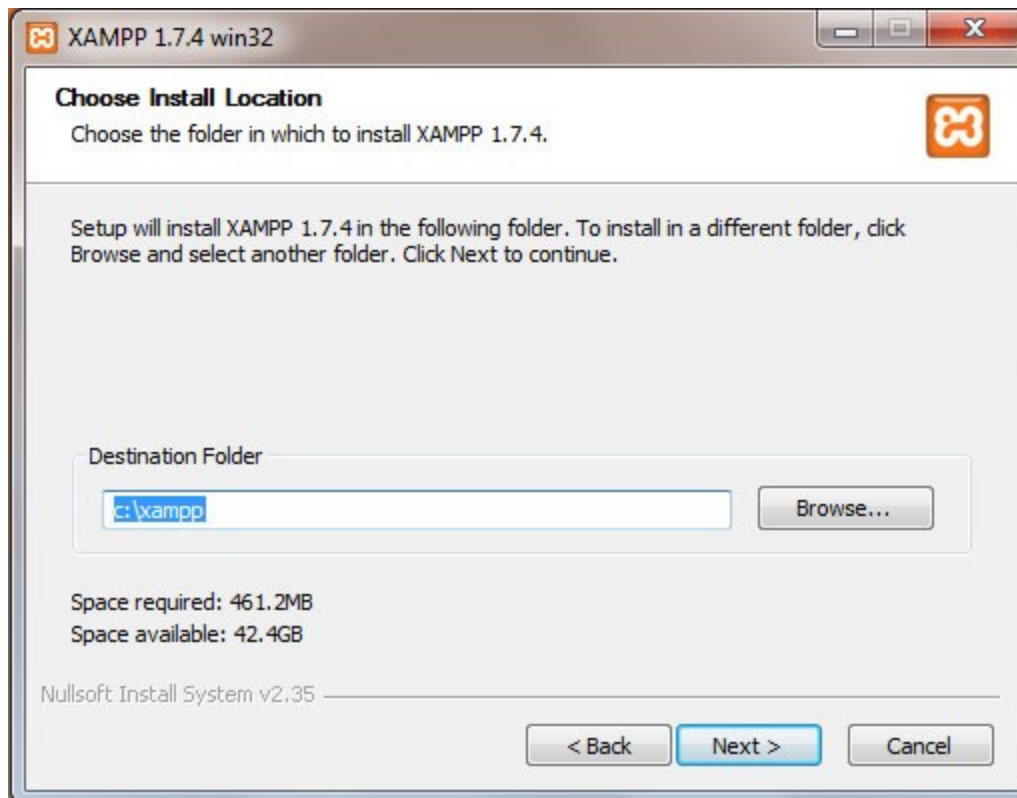 XAMPP 1.7.4 win32
Choose Install Location
Choose the folder in which to install XAMPP 1.7.4.
Setup will install XAMPP 1.7.4 in the following folder. To install in a different folder, click
Browse and select another folder. Click Next to continue.
Destination Folder
c:\xampp
Browse...
Space required: 461.2MB
Space available: 42.4GB
Nullsoft Install System v2.35
< Back
Next >
Cancel